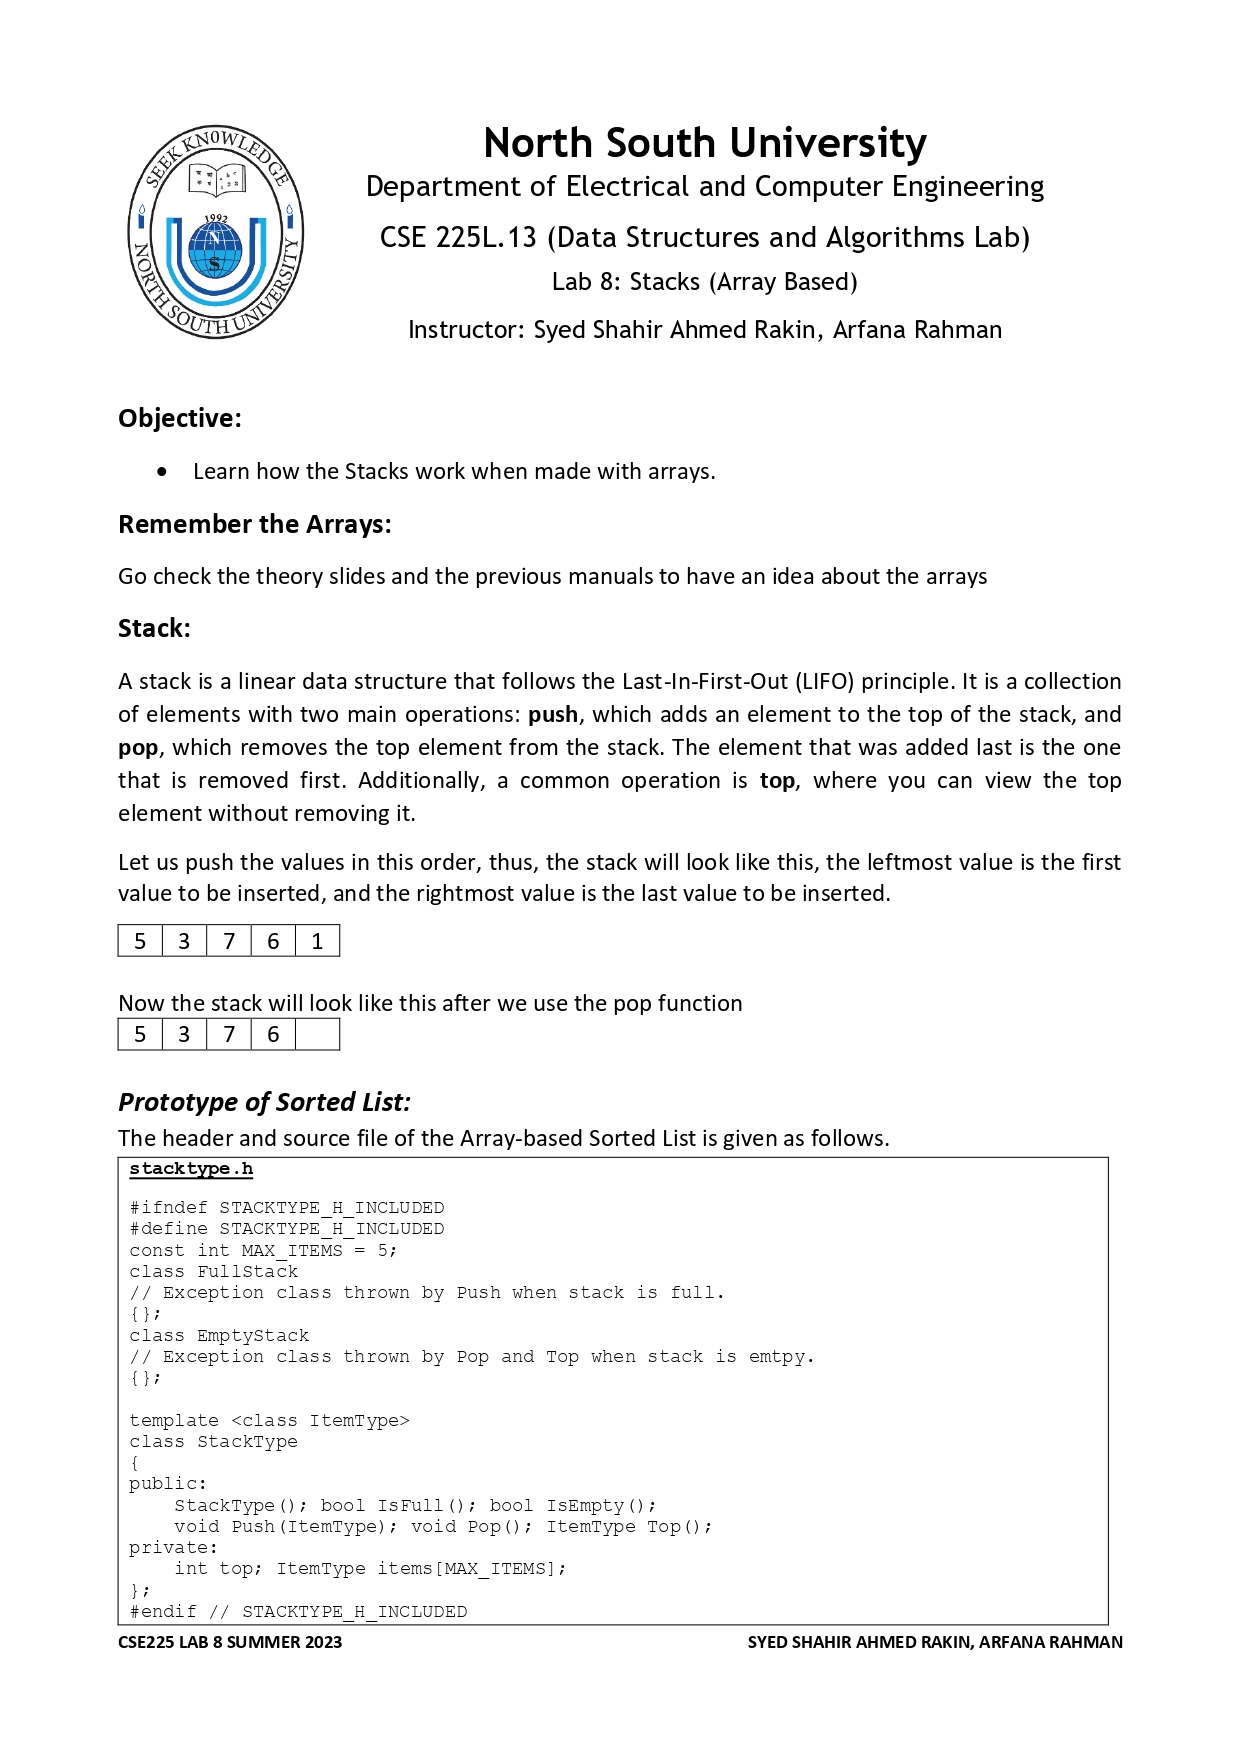 SEEK KNOWLEDGE
1992
N
S
NORTH SOUTH UNIVERSITY
North South University
Department of Electrical and Computer Engineering
CSE 225L.13 (Data Structures and Algorithms Lab)
Lab 8: Stacks (Array Based)
Instructor: Syed Shahir Ahmed Rakin, Arfana Rahman
Objective:
• Learn how the Stacks work when made with arrays.
Remember the Arrays:
Go check the theory slides and the previous manuals to have an idea about the arrays
Stack:
A stack is a linear data structure that follows the Last-In-First-Out (LIFO) principle. It is a collection
of elements with two main operations: push, which adds an element to the top of the stack, and
pop, which removes the top element from the stack. The element that was added last is the one
that is removed first. Additionally, a common operation is top, where you can view the top
element without removing it.
Let us push the values in this order, thus, the stack will look like this, the leftmost value is the first
value to be inserted, and the rightmost value is the last value to be inserted.
5 3 7 6 1
Now the stack will look like this after we use the pop function
5 3 7 6
Prototype of Sorted List:
The header and source file of the Array-based Sorted List is given as follows.
stacktype.h
#ifndef STACKTYPE_H_INCLUDED
#define STACKTYPE_H_INCLUDED
const int MAX_ITEMS = 5;
class FullStack
// Exception class thrown by Push when stack is full.
{};
class EmptyStack
// Exception class thrown by Pop and Top when stack is emtpy.
{};
template <class ItemType>
class StackType
{
public:
    StackType(); bool IsFull(); bool IsEmpty();
    void Push(ItemType); void Pop(); ItemType Top();
private:
    int top; ItemType items[MAX_ITEMS];
};
#endif // STACKTYPE_H_INCLUDED
CSE225 LAB 8 SUMMER 2023 SYED SHAHIR AHMED RAKIN, ARFANA RAHMAN